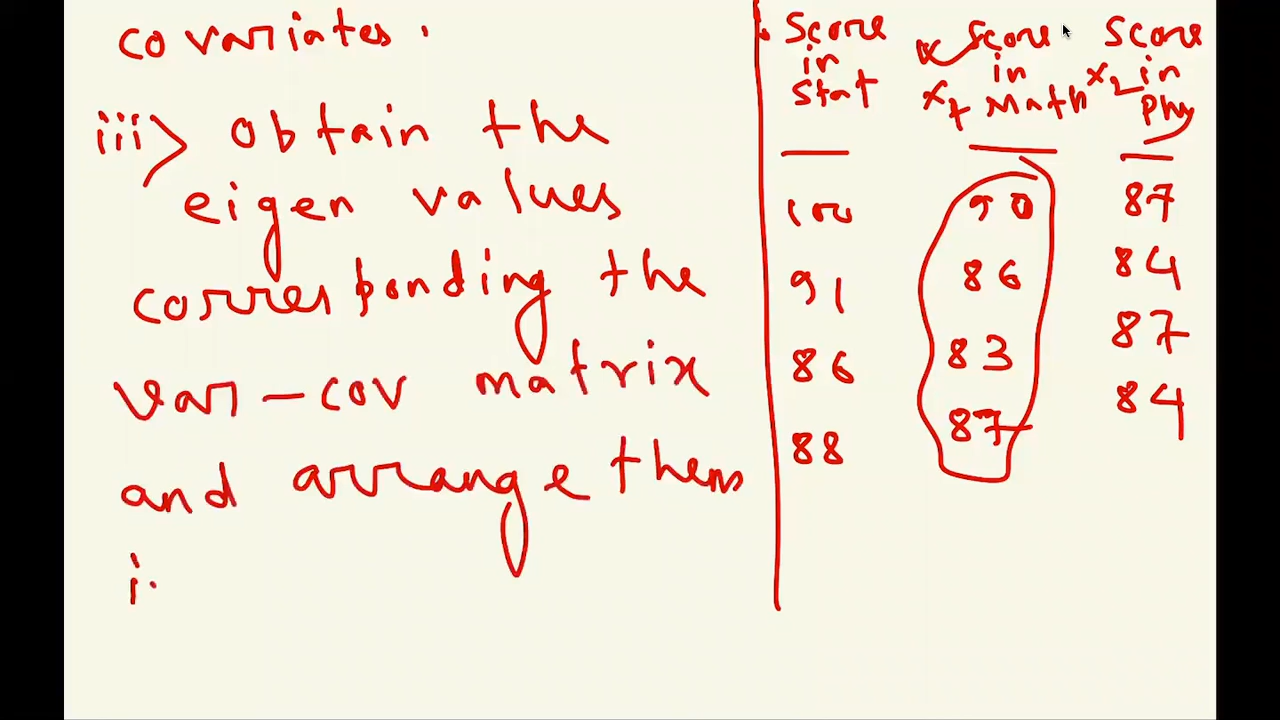 covariates.
iii> obtain the
eigen values
corresponding the
var-cov matrix
and arrange them
i
Score Score Score
in in in
Stat x1 Math x2 Phy
100 90 87
91 86 84
86 83 87
88 87 84